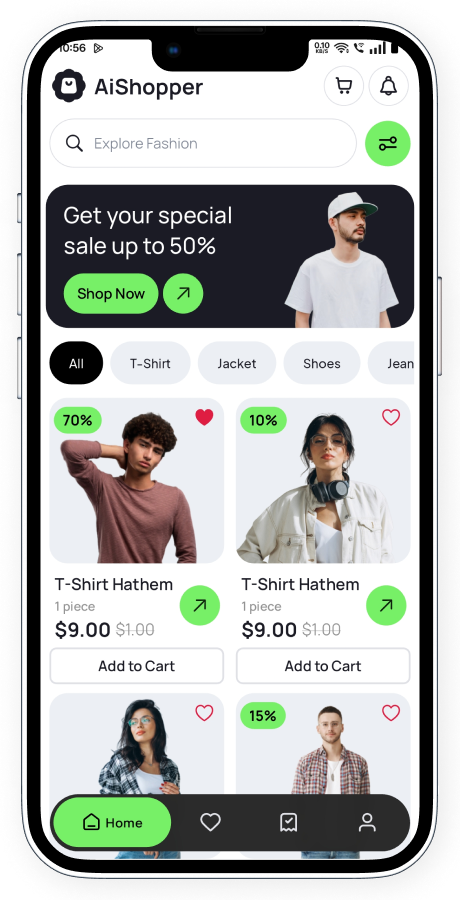 10:56
0.10
KB/S
AiShopper
Explore Fashion
Get your special
sale up to 50%
Shop Now
All
T-Shirt
Jacket
Shoes
Jean
70%
10%
T-Shirt Hathem
1 piece
$9.00 $1.00
Add to Cart
T-Shirt Hathem
1 piece
$9.00 $1.00
Add to Cart
15%
Home